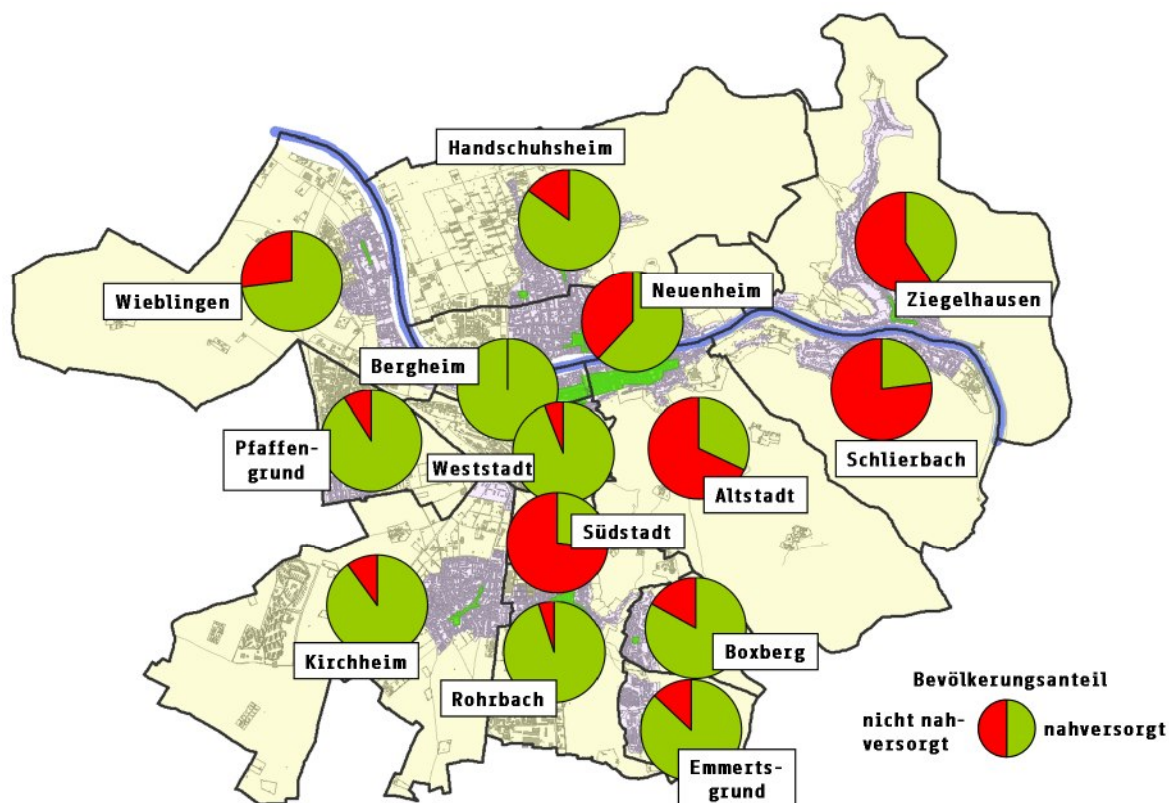 Handschuhsheim
Wieblingen
Neuenheim
Ziegelhausen
Bergheim
Pfaffen-
grund
Weststadt
Schlierbach
Altstadt
Südstadt
Kirchheim
Boxberg
Rohrbach
Emmerts-
grund
Bevölkerungsanteil
nicht nah-
versorgt
nahversorgt